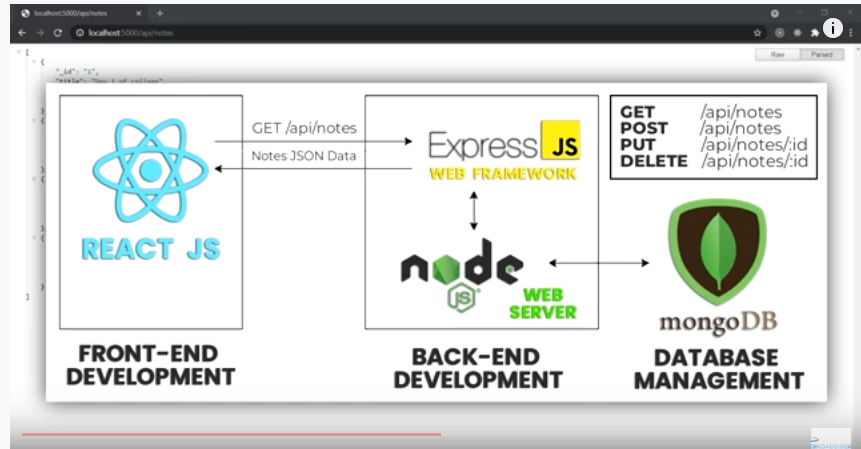 localhost:5000/api/notes
localhost:5000/api/notes
Raw
Parsed
[
{
"_id": "1",
REACT JS
FRONT-END
DEVELOPMENT
GET /api/notes
Notes JSON Data
Express JS
WEB FRAMEWORK
node
JS
WEB
SERVER
BACK-END
DEVELOPMENT
GET /api/notes
POST /api/notes
PUT /api/notes/:id
DELETE /api/notes/:id
mongoDB
DATABASE
MANAGEMENT